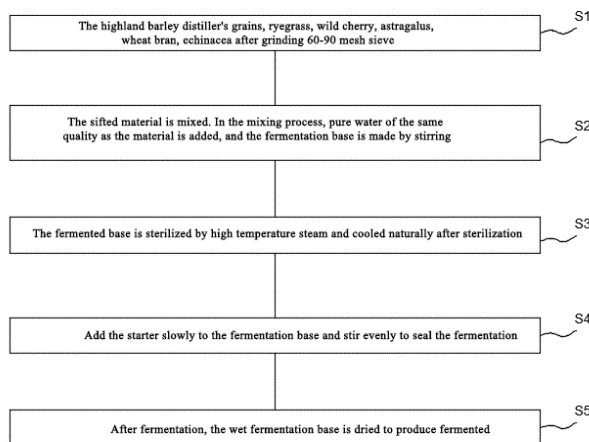 S1
The highland barley distiller's grains, ryegrass, wild cherry, astragalus,
wheat bran, echinacea after grinding 60-90 mesh sieve
S2
The sifted material is mixed. In the mixing process, pure water of the same
quality as the material is added, and the fermentation base is made by stirring
S3
The fermented base is sterilized by high temperature steam and cooled naturally after sterilization
S4
Add the starter slowly to the fermentation base and stir evenly to seal the fermentation
S5
After fermentation, the wet fermentation base is dried to produce fermented